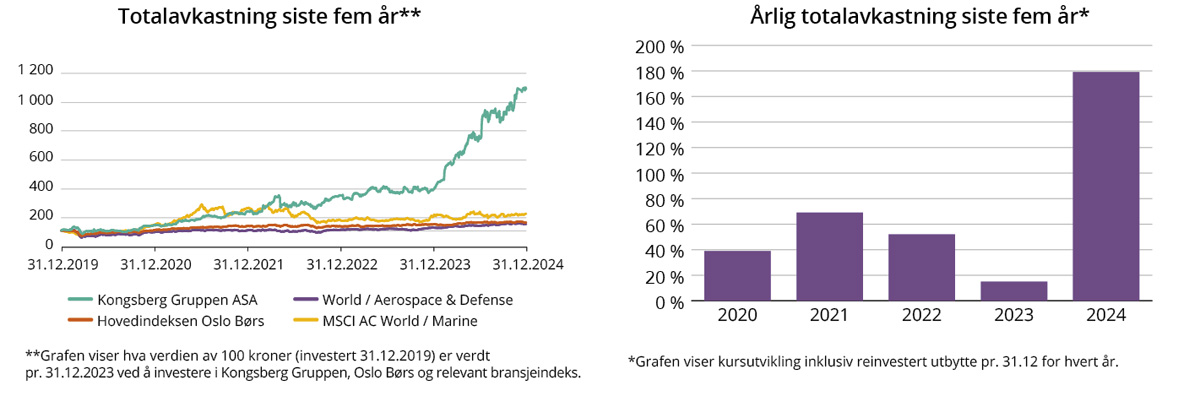 Totalavkastning siste fem år**
1 200
1 000
800
600
400
200
0
31.12.2019 31.12.2020 31.12.2021 31.12.2022 31.12.2023 31.12.2024
Kongsberg Gruppen ASA World / Aerospace & Defense
Hovedindeksen Oslo Børs MSCI AC World / Marine
**Grafen viser hva verdien av 100 kroner (investert 31.12.2019) er verdt
pr. 31.12.2023 ved å investere i Kongsberg Gruppen, Oslo Børs og relevant bransjeindeks.
Årlig totalavkastning siste fem år*
200 %
180 %
160 %
140 %
120 %
100 %
80 %
60 %
40 %
20 %
0 %
2020 2021 2022 2023 2024
*Grafen viser kursutvikling inklusiv reinvestert utbytte pr. 31.12 for hvert år.